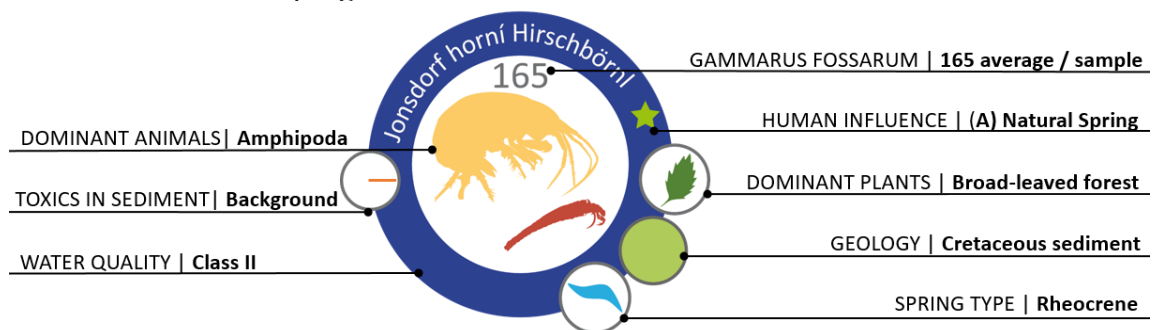 Jonsdorf horní Hirschbörnl
165
DOMINANT ANIMALS| Amphipoda
TOXICS IN SEDIMENT| Background
WATER QUALITY | Class II
GAMMARUS FOSSARUM | 165 average / sample
HUMAN INFLUENCE | (A) Natural Spring
DOMINANT PLANTS | Broad-leaved forest
GEOLOGY | Cretaceous sediment
SPRING TYPE | Rheocrene